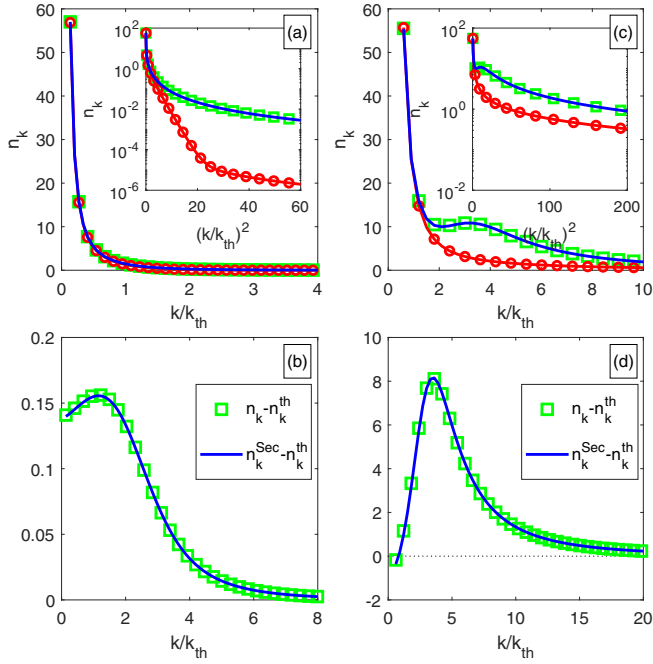 (a)
n_k
60
50
40
30
20
10
0
0 1 2 3 4
k/k_th
n_k
10^2
10^0
10^-2
10^-4
10^-6
0 20 40 60
(k/k_th)^2
(c)
n_k
60
50
40
30
20
10
0
0 2 4 6 8 10
k/k_th
n_k
10^2
10^0
10^-2
0 100 200
(k/k_th)^2
(b)
0.2
0.15
0.1
0.05
0
0 2 4 6 8
k/k_th
n_k-n_k^th
n_k^Sec-n_k^th
(d)
10
8
6
4
2
0
-2
0 5 10 15 20
k/k_th
n_k-n_k^th
n_k^Sec-n_k^th